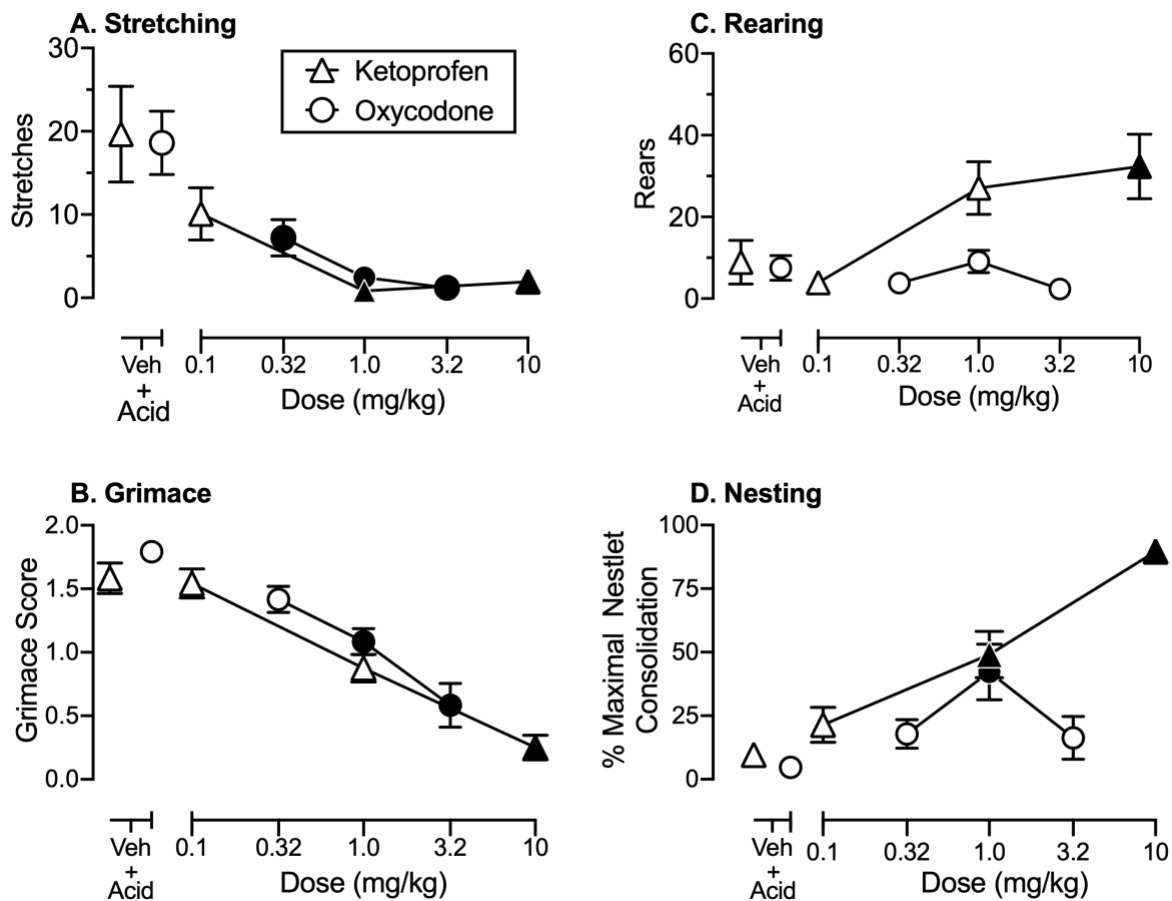 A. Stretching
30
20
10
0
Stretches
Ketoprofen
Oxycodone
Veh
+
Acid
0.1 0.32 1.0 3.2 10
Dose (mg/kg)
C. Rearing
60
40
20
0
Rears
Veh
+
Acid
0.1 0.32 1.0 3.2 10
Dose (mg/kg)
B. Grimace
2.0
1.5
1.0
0.5
0.0
Grimace Score
Veh
+
Acid
0.1 0.32 1.0 3.2 10
Dose (mg/kg)
D. Nesting
100
75
50
25
0
% Maximal Nestlet
Consolidation
Veh
+
Acid
0.1 0.32 1.0 3.2 10
Dose (mg/kg)